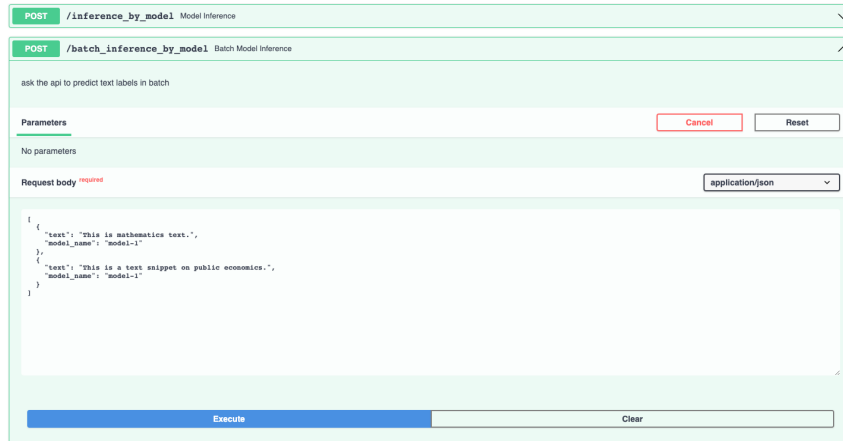 POST /inference_by_model Model Inference
POST /batch_inference_by_model Batch Model Inference
ask the api to predict text labels in batch
Parameters
Cancel
Reset
No parameters
Request body required
application/json
[
  {
    "text": "This is mathematics text.",
    "model_name": "model-1"
  },
  {
    "text": "This is a text snippet on public economics.",
    "model_name": "model-1"
  }
]
Execute
Clear